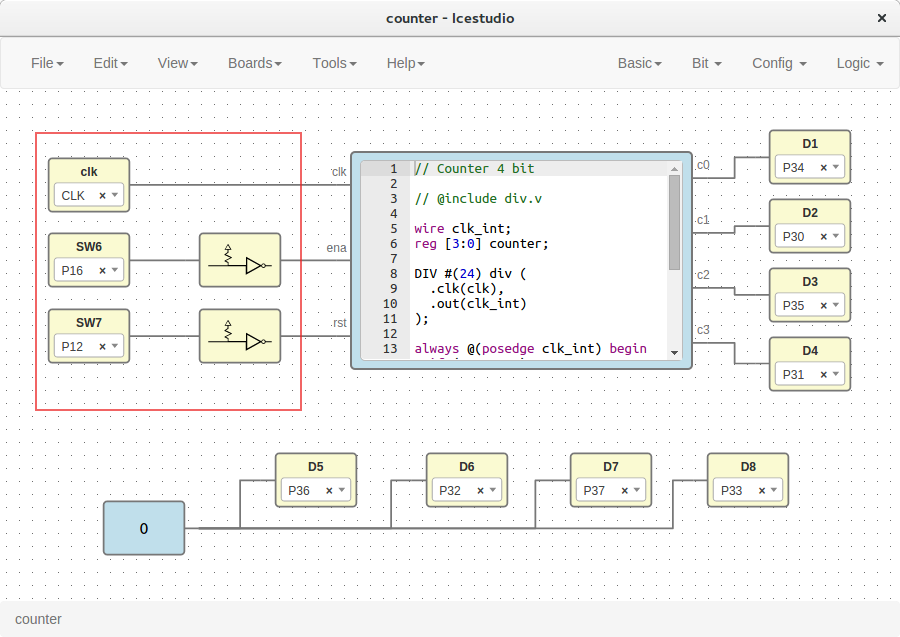 counter - Icestudio
×
File Edit View Boards Tools Help Basic Bit Config Logic
clk
CLK ×
SW6
P16 ×
SW7
P12 ×
clk
ena
rst
1 // Counter 4 bit
2
3 // @include div.v
4
5 wire clk_int;
6 reg [3:0] counter;
7
8 DIV #(24) div (
9 .clk(clk),
10 .out(clk_int)
11 );
12
13 always @(posedge clk_int) begin
c0
c1
c2
c3
D1
P34 ×
D2
P30 ×
D3
P35 ×
D4
P31 ×
D5
P36 ×
D6
P32 ×
D7
P37 ×
D8
P33 ×
0
counter